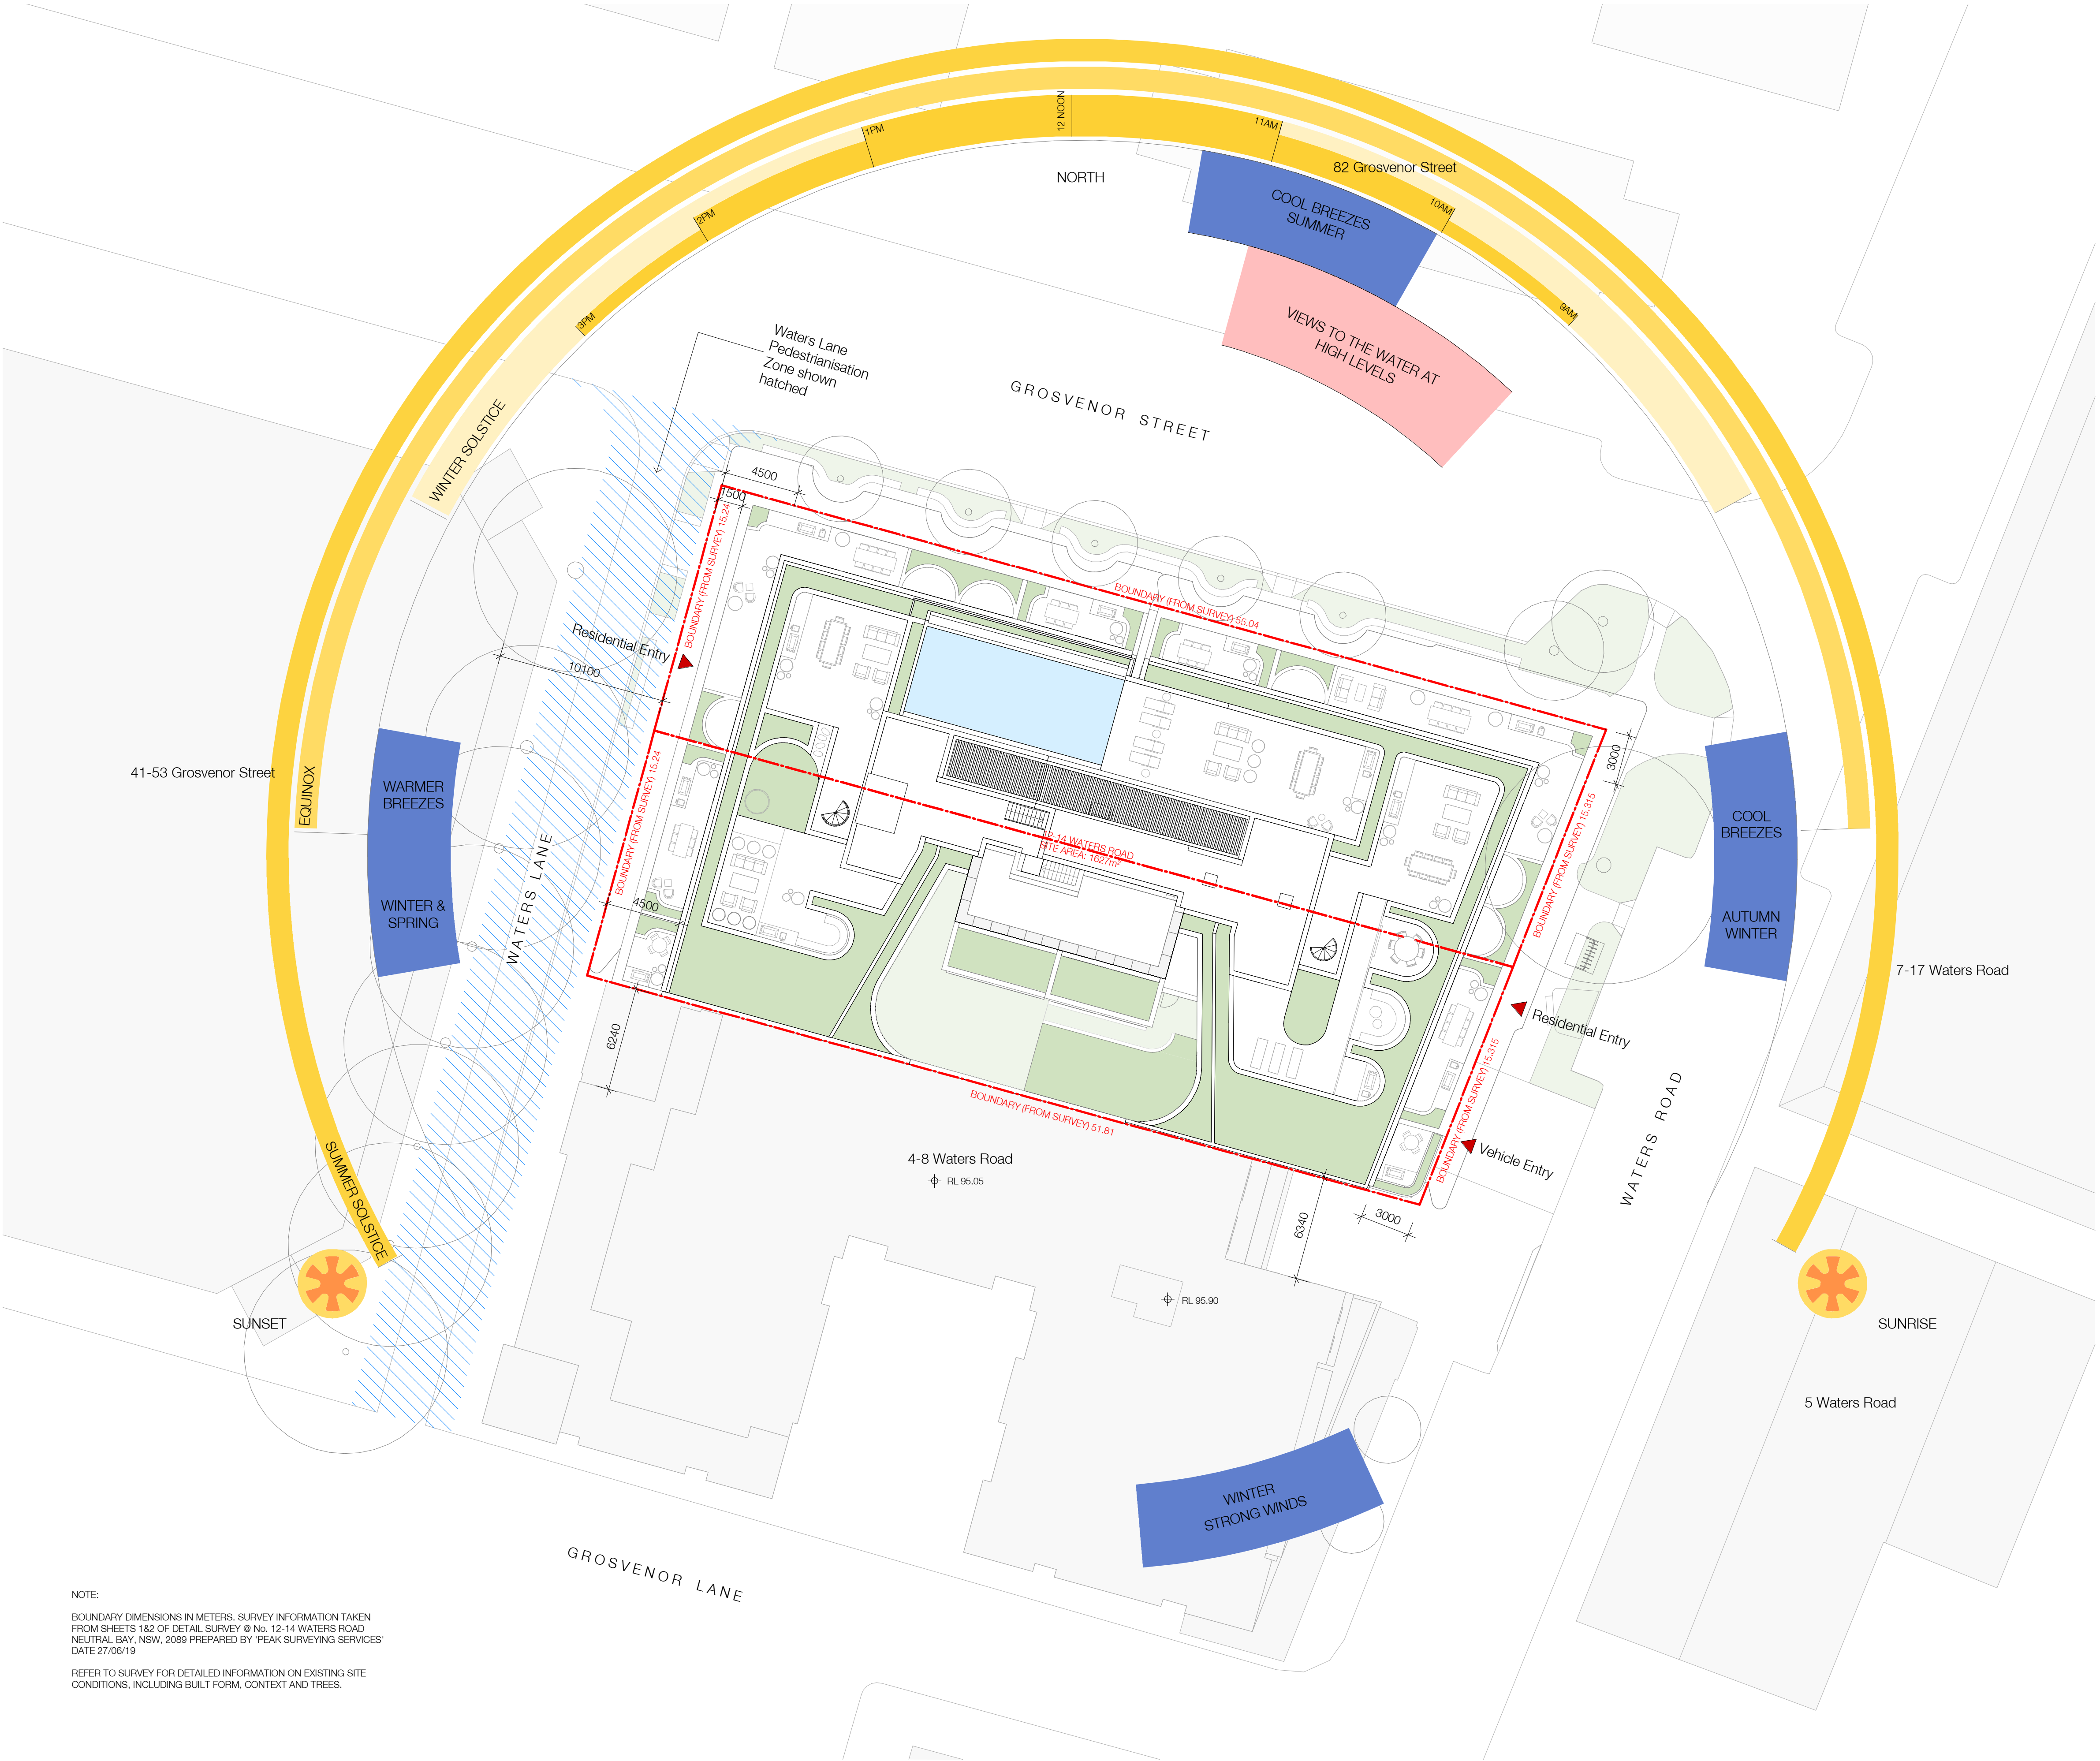 12 NOON
11AM
1PM
82 Grosvenor Street
NORTH
COOL BREEZES
SUMMER
10AM
2PM
9AM
3PM
VIEWS TO THE WATER AT
HIGH LEVELS
Waters Lane
Pedestrianisation
Zone shown
hatched
GROSVENOR STREET
WINTER SOLSTICE
4500
1500
BOUNDARY (FROM SURVEY) 15.24
BOUNDARY (FROM SURVEY) 55.04
Residential Entry
10100
3000
41-53 Grosvenor Street
EQUINOX
WARMER
BREEZES
WINTER &
SPRING
BOUNDARY (FROM SURVEY) 15.24
12-14 WATERS ROAD
SITE AREA: 1627m²
BOUNDARY (FROM SURVEY) 15.315
COOL
BREEZES
AUTUMN
WINTER
4500
WATERS LANE
7-17 Waters Road
Residential Entry
6240
BOUNDARY (FROM SURVEY) 51.81
BOUNDARY (FROM SURVEY) 15.315
WATERS ROAD
4-8 Waters Road
RL 95.05
Vehicle Entry
SUMMER SOLSTICE
3000
6340
RL 95.90
SUNSET
SUNRISE
5 Waters Road
WINTER
STRONG WINDS
GROSVENOR LANE
NOTE:
BOUNDARY DIMENSIONS IN METERS. SURVEY INFORMATION TAKEN
FROM SHEETS 1&2 OF DETAIL SURVEY @ No. 12-14 WATERS ROAD
NEUTRAL BAY, NSW, 2089 PREPARED BY 'PEAK SURVEYING SERVICES'
DATE 27/06/19
REFER TO SURVEY FOR DETAILED INFORMATION ON EXISTING SITE
CONDITIONS, INCLUDING BUILT FORM, CONTEXT AND TREES.